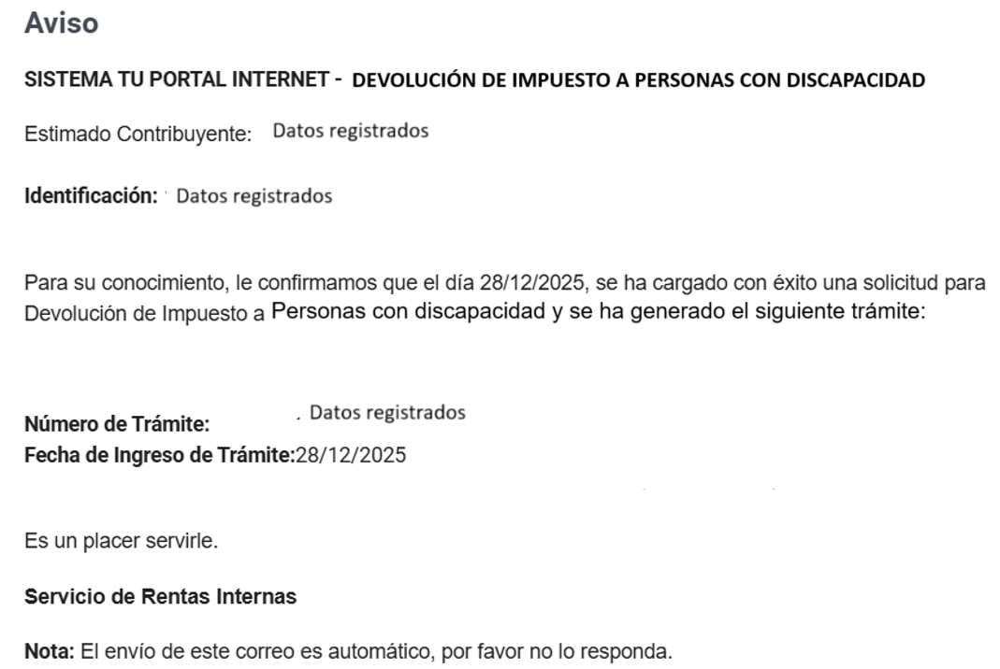 Aviso
SISTEMA TU PORTAL INTERNET - DEVOLUCIÓN DE IMPUESTO A PERSONAS CON DISCAPACIDAD
Estimado Contribuyente: Datos registrados
Identificación: Datos registrados
Para su conocimiento, le confirmamos que el día 28/12/2025, se ha cargado con éxito una solicitud para
Devolución de Impuesto a Personas con discapacidad y se ha generado el siguiente trámite:
Número de Trámite: . Datos registrados
Fecha de Ingreso de Trámite:28/12/2025
Es un placer servirle.
Servicio de Rentas Internas
Nota: El envío de este correo es automático, por favor no lo responda.